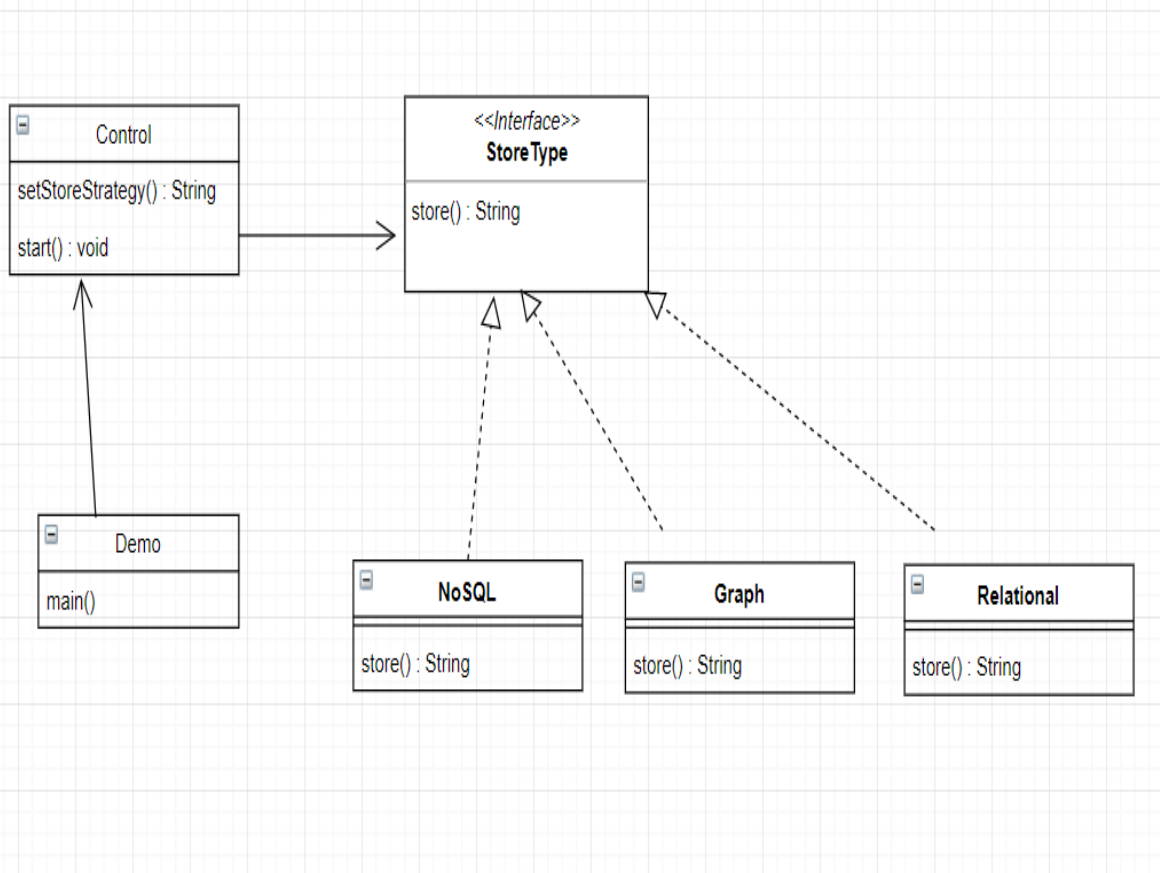 Control
setStoreStrategy() : String
start() : void
<<Interface>>
StoreType
store() : String
Demo
main()
NoSQL
store() : String
Graph
store() : String
Relational
store() : String